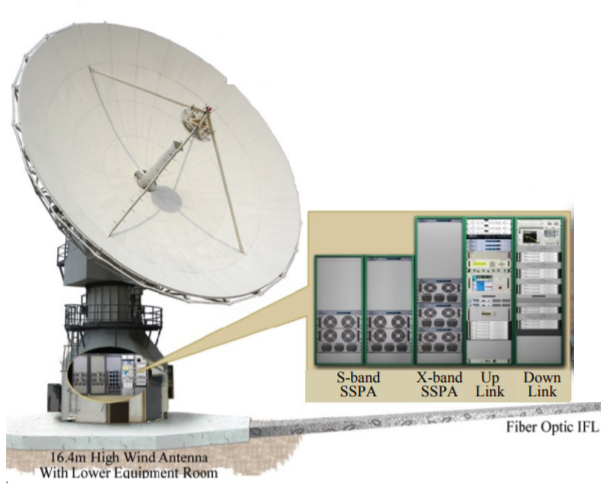 S-band
SSPA
X-band
SSPA
Up
Link
Down
Link
Fiber Optic IFL
16.4m High Wind Antenna
With Lower Equipment Room